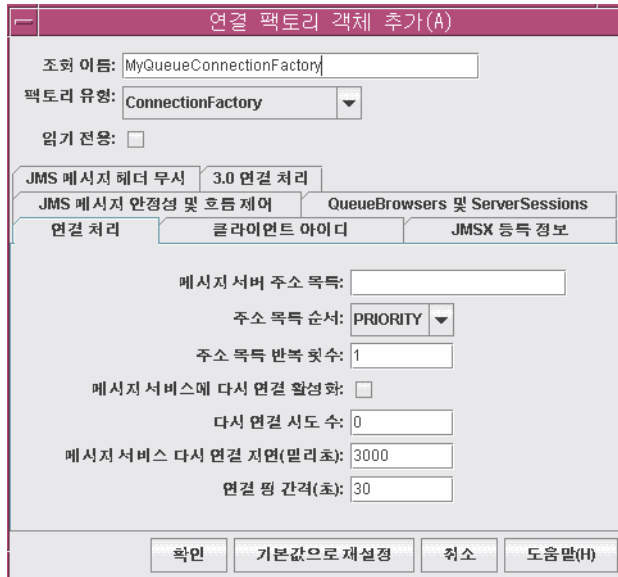 연결 팩토리 객체 추가(A)
조회 이름: MyQueueConnectionFactory
팩토리 유형: ConnectionFactory
읽기 전용:
JMS 메시지 헤더 무시 3.0 연결 처리
JMS 메시지 안정성 및 흐름 제어 QueueBrowsers 및 ServerSessions
연결 처리 클라이언트 아이디 JMSX 등록 정보
메시지 서버 주소 목록:
주소 목록 순서: PRIORITY
주소 목록 반복 횟수: 1
메시지 서비스에 다시 연결 활성화:
다시 연결 시도 수: 0
메시지 서비스 다시 연결 지연(밀리초): 3000
연결 핑 간격(초): 30
확인 기본값으로 재설정 취소 도움말(H)